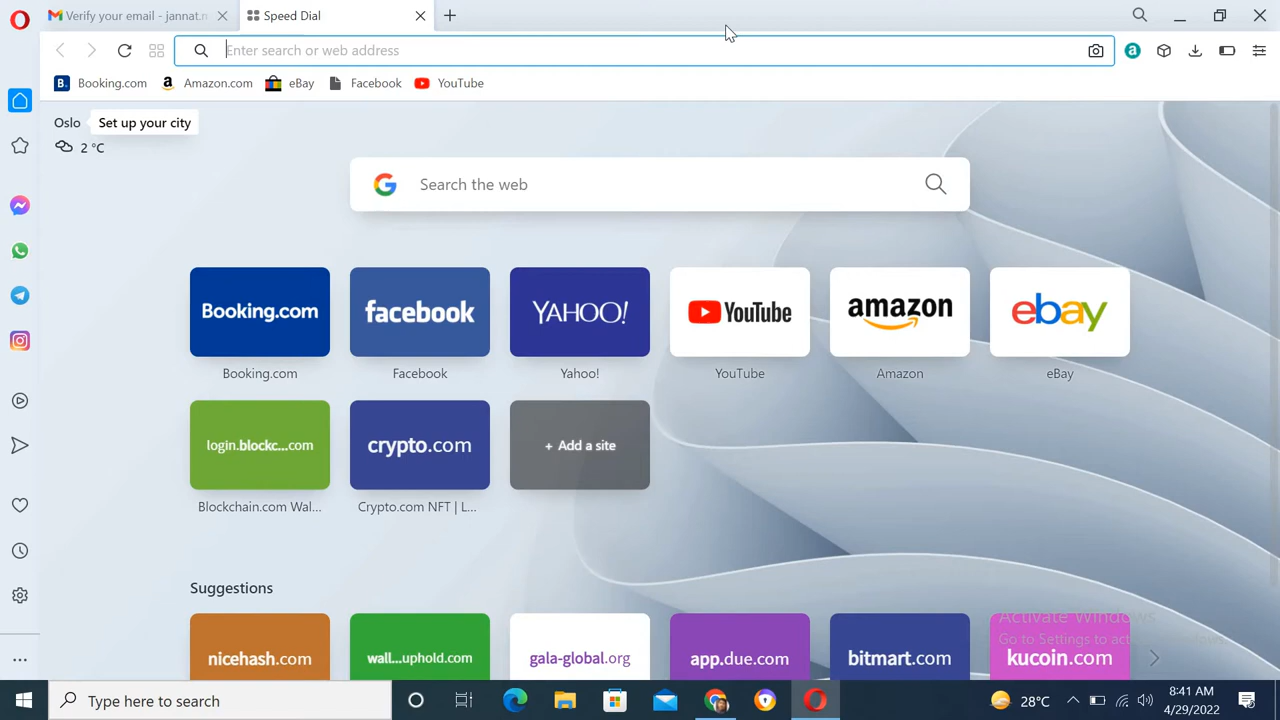 Verify your email - jannat.r
Speed Dial
Enter search or web address
Booking.com
Amazon.com
eBay
Facebook
YouTube
Oslo
Set up your city
2 °C
Search the web
Booking.com
facebook
YAHOO!
YouTube
amazon
ebay
Booking.com
Facebook
Yahoo!
YouTube
Amazon
eBay
login.blockc...com
crypto.com
+ Add a site
Blockchain.com Wal...
Crypto.com NFT | L...
Suggestions
Activate Windows
Go to Settings to
nicehash.com
wall...uphold.com
gala-global.org
app.due.com
bitmart.com
kucoin.com
Type here to search
28°C
8:41 AM
4/29/2022